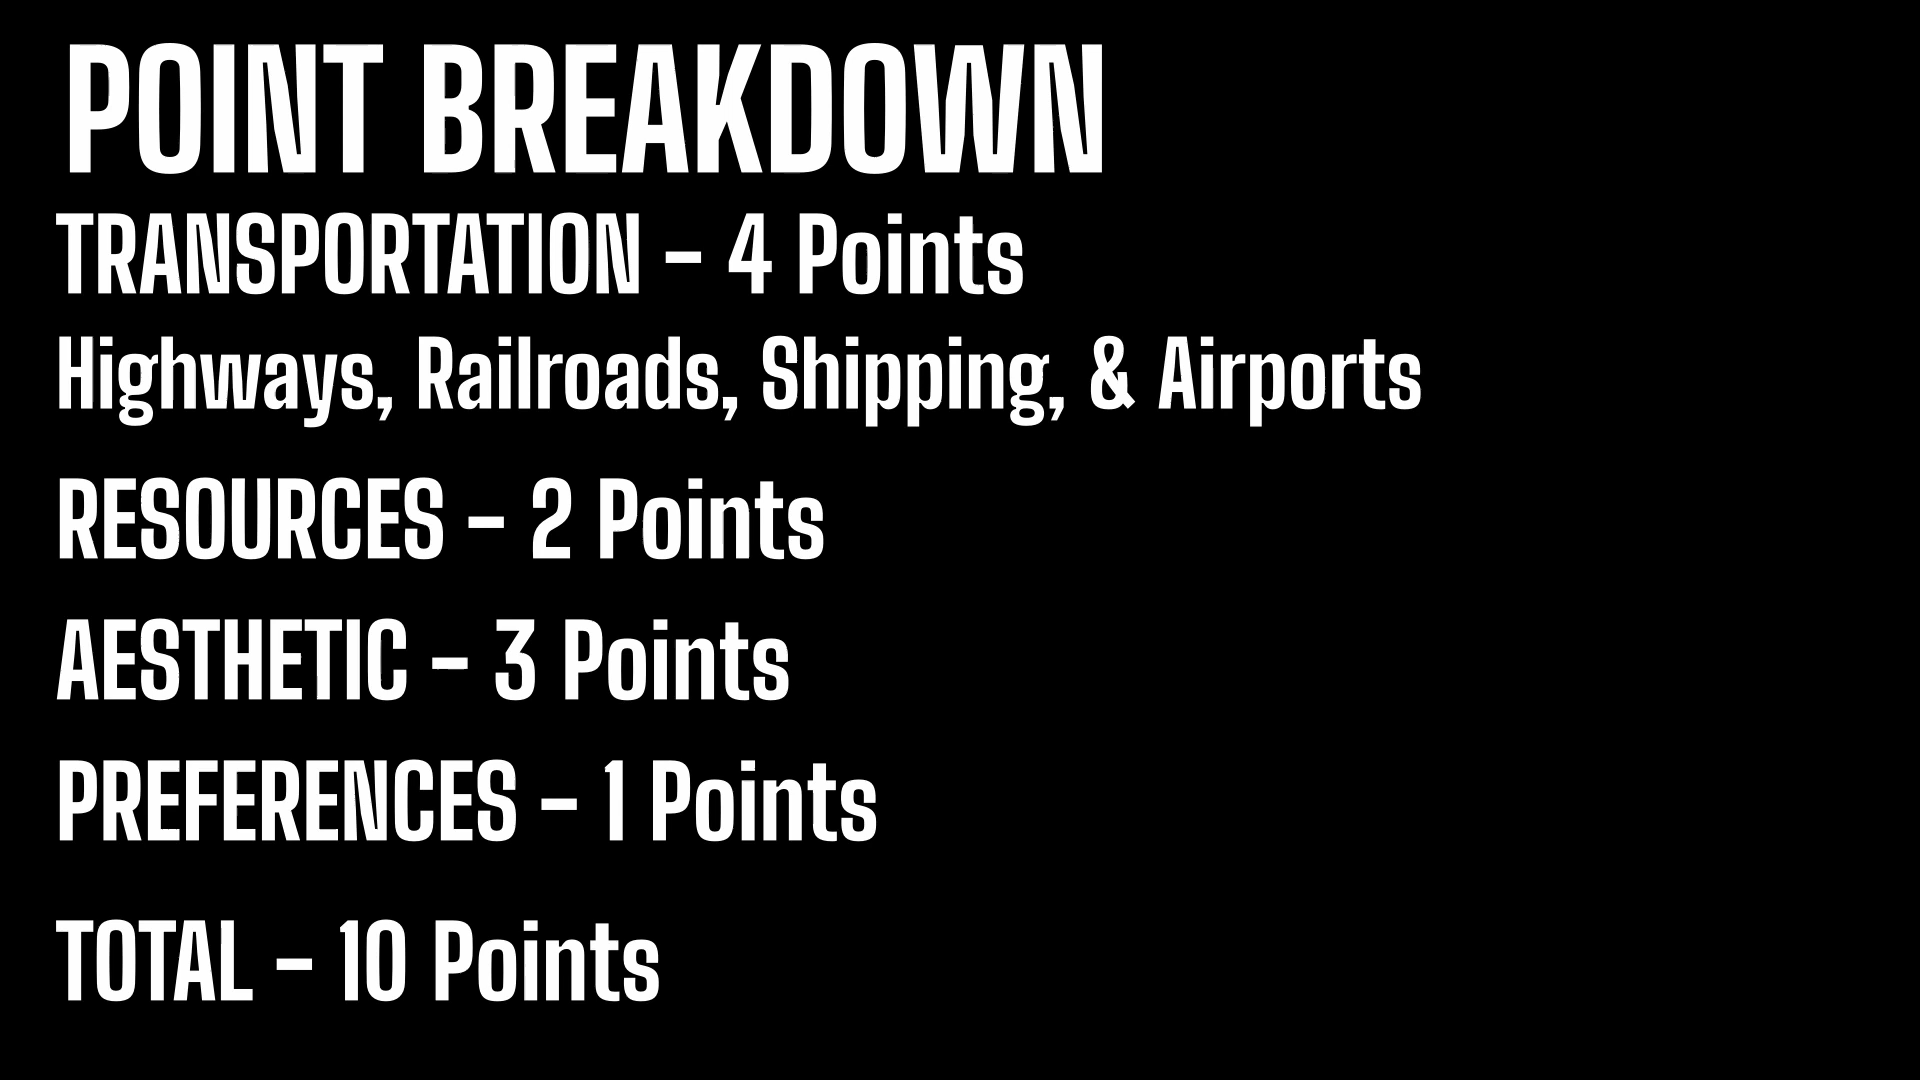 POINT BREAKDOWN
TRANSPORTATION – 4 Points
Highways, Railroads, Shipping, & Airports
RESOURCES – 2 Points
AESTHETIC – 3 Points
PREFERENCES – 1 Points
TOTAL – 10 Points